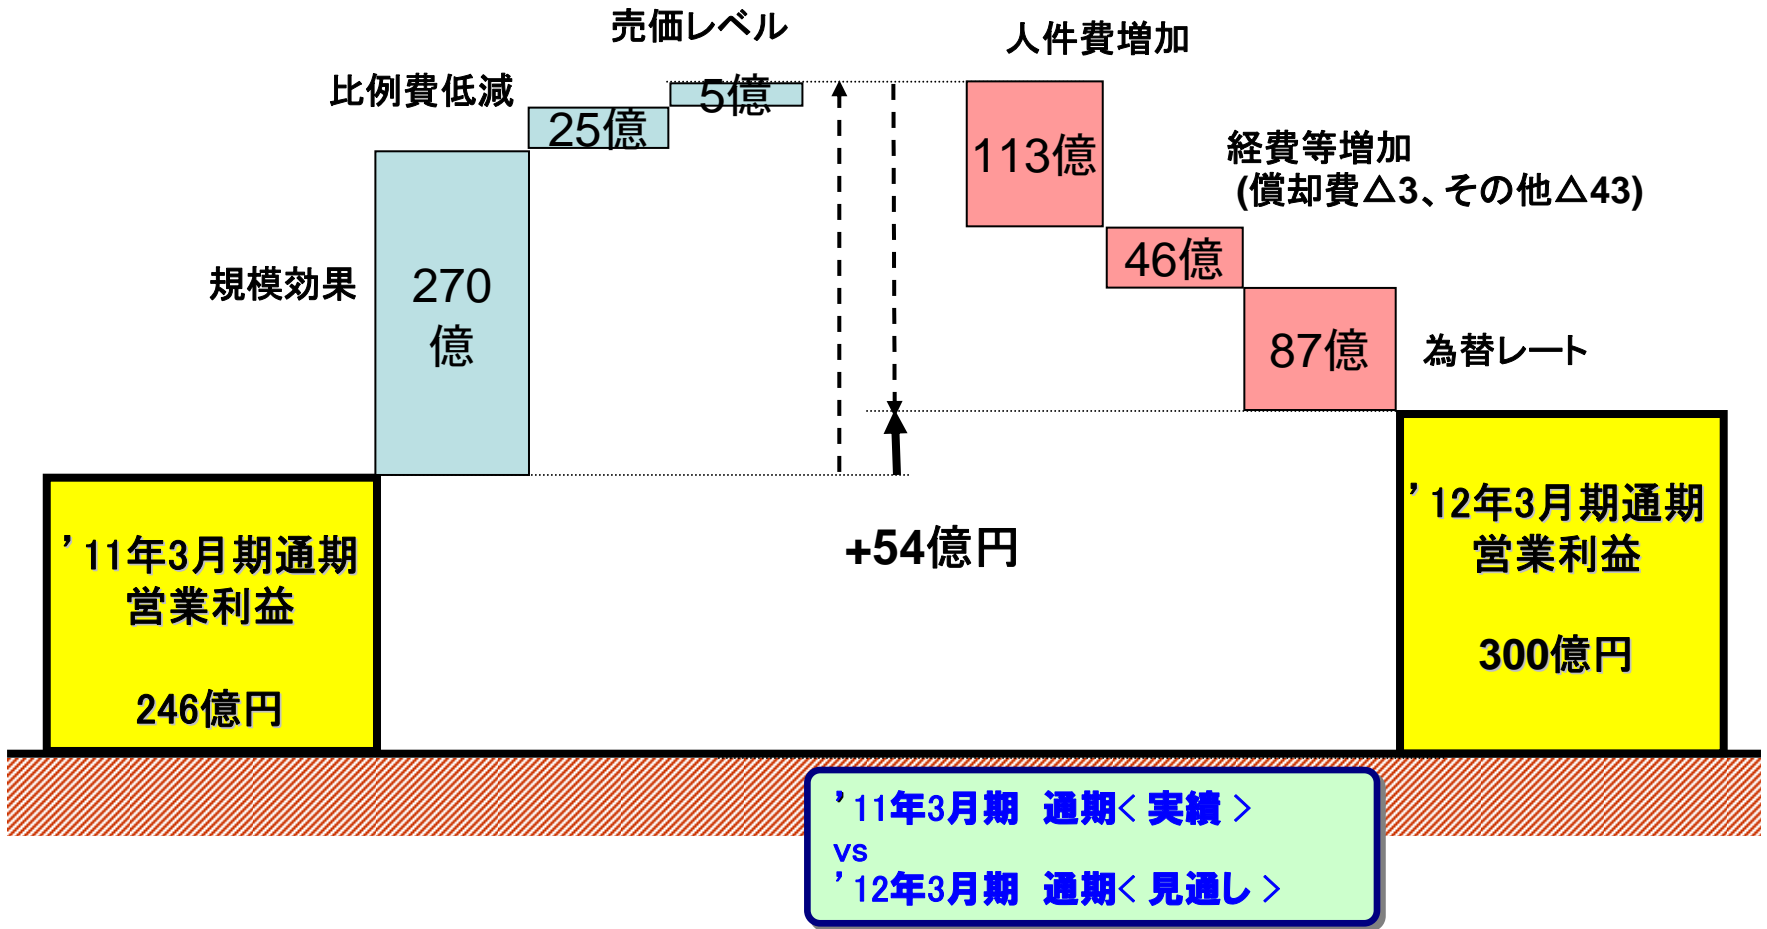 売価レベル
人件費増加
比例費低減
5億
25億
113億
経費等増加
(償却費△3、その他△43)
46億
規模効果
270
億
87億
為替レート
’11年3月期通期
営業利益
246億円
+54億円
’12年3月期通期
営業利益
300億円
’11年3月期　通期＜実績＞
vs
’12年3月期　通期＜見通し＞